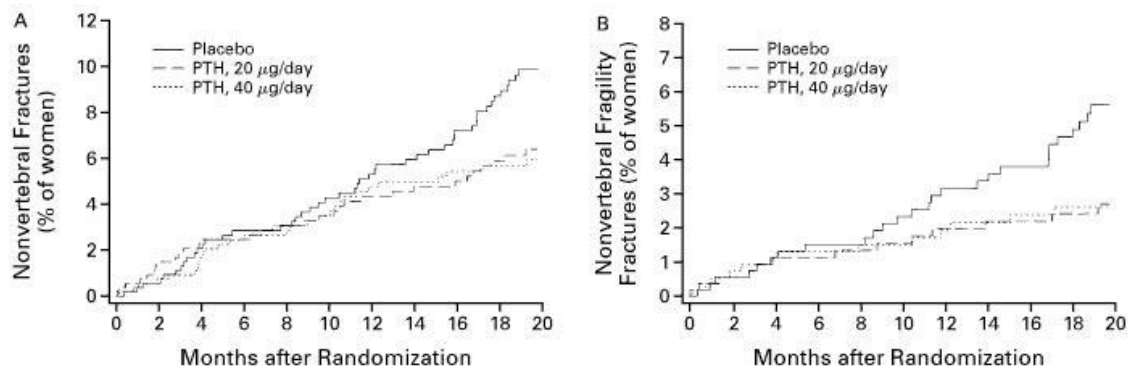 A
12
10
8
6
4
2
0
Nonvertebral Fractures
(% of women)
Placebo
PTH, 20 μg/day
PTH, 40 μg/day
0 2 4 6 8 10 12 14 16 18 20
Months after Randomization
B
8
7
6
5
4
3
2
1
0
Nonvertebral Fragility
Fractures (% of women)
Placebo
PTH, 20 μg/day
PTH, 40 μg/day
0 2 4 6 8 10 11 12 14 16 18 19 20
Months after Randomization